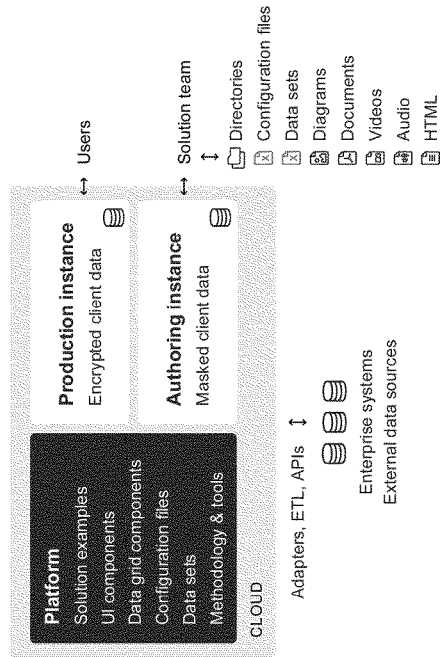 Platform
Solution examples
UI components
Data grid components
Configuration files
Data sets
Methodology & tools
Production instance
Encrypted client data
Authoring instance
Masked client data
CLOUD
Users
Solution team
Directories
Configuration files
Data sets
Diagrams
Documents
Videos
Audio
HTML
Adapters, ETL, APIs
Enterprise systems
External data sources